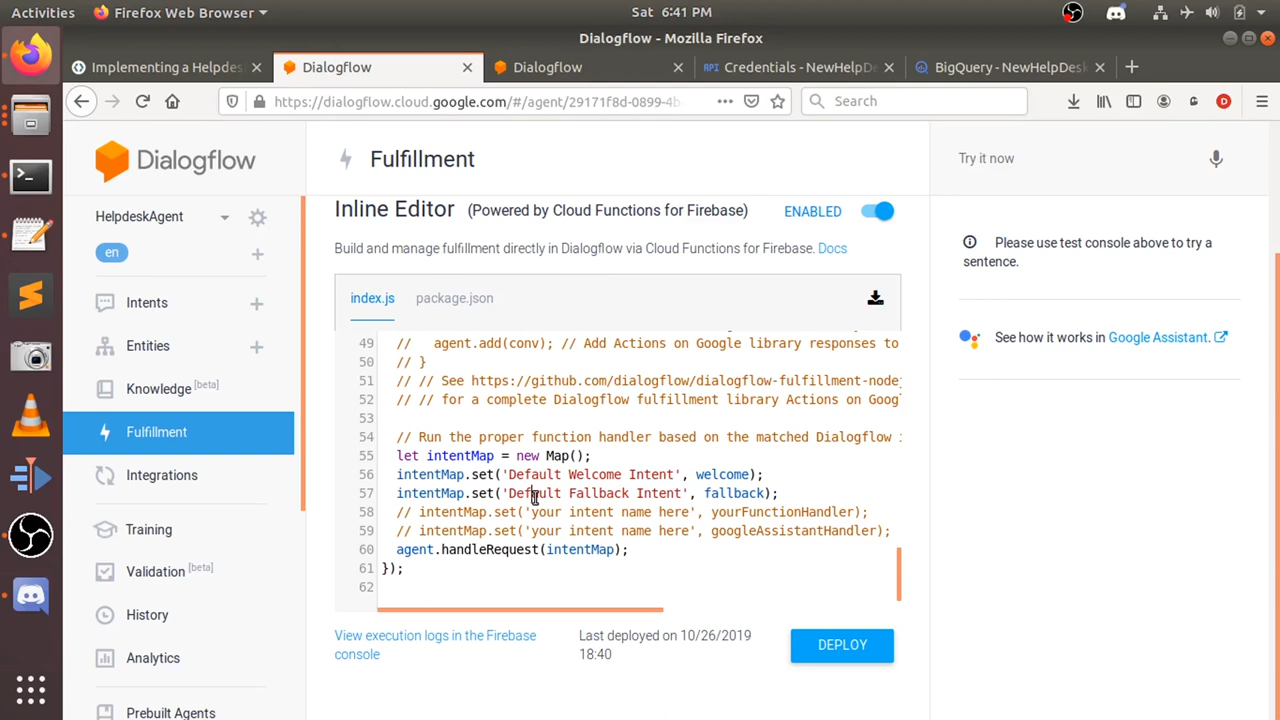 Activities
Firefox Web Browser
Sat 6:41 PM
Dialogflow - Mozilla Firefox
Implementing a Helpdes
Dialogflow
Dialogflow
API Credentials - NewHelpD
BigQuery - NewHelpDesk
https://dialogflow.cloud.google.com/#/agent/29171f8d-0899-4b
Search
Dialogflow
HelpdeskAgent
en
Intents
Entities
Knowledge [beta]
Fulfillment
Integrations
Training
Validation [beta]
History
Analytics
Prebuilt Agents
Fulfillment
Inline Editor (Powered by Cloud Functions for Firebase) ENABLED
Build and manage fulfillment directly in Dialogflow via Cloud Functions for Firebase. Docs
index.js package.json
49 // agent.add(conv); // Add Actions on Google library responses to
50 // }
51 // // See https://github.com/dialogflow/dialogflow-fulfillment-node
52 // // for a complete Dialogflow fulfillment library Actions on Goog
53
54 // Run the proper function handler based on the matched Dialogflow
55 let intentMap = new Map();
56 intentMap.set('Default Welcome Intent', welcome);
57 intentMap.set('Default Fallback Intent', fallback);
58 // intentMap.set('your intent name here', yourFunctionHandler);
59 // intentMap.set('your intent name here', googleAssistantHandler);
60 agent.handleRequest(intentMap);
61 });
62
View execution logs in the Firebase console
Last deployed on 10/26/2019 18:40
DEPLOY
Try it now
Please use test console above to try a sentence.
See how it works in Google Assistant.